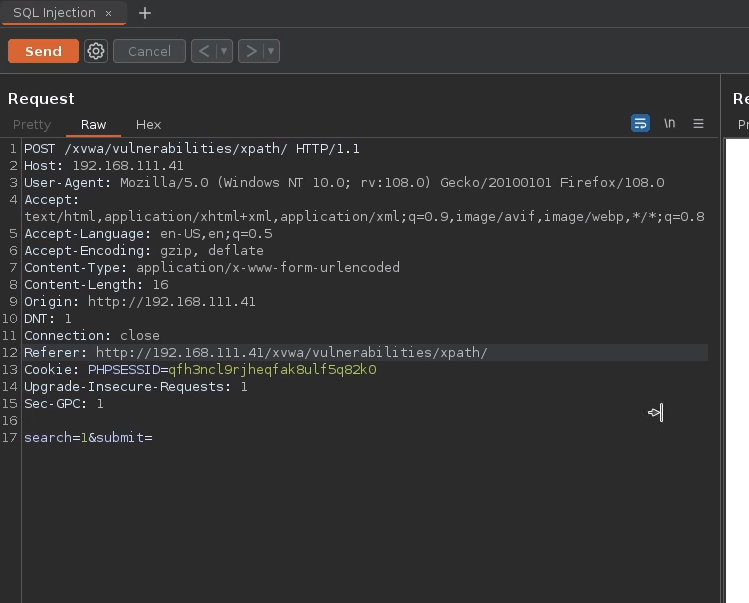 SQL Injection × +
Send Cancel < >
Request Re
Pretty Raw Hex \n Pr
1 POST /xvwa/vulnerabilities/xpath/ HTTP/1.1
2 Host: 192.168.111.41
3 User-Agent: Mozilla/5.0 (Windows NT 10.0; rv:108.0) Gecko/20100101 Firefox/108.0
4 Accept:
text/html,application/xhtml+xml,application/xml;q=0.9,image/avif,image/webp,*/*;q=0.8
5 Accept-Language: en-US,en;q=0.5
6 Accept-Encoding: gzip, deflate
7 Content-Type: application/x-www-form-urlencoded
8 Content-Length: 16
9 Origin: http://192.168.111.41
10 DNT: 1
11 Connection: close
12 Referer: http://192.168.111.41/xvwa/vulnerabilities/xpath/
13 Cookie: PHPSESSID=qfh3ncl9rjheqfak8ulf5q82k0
14 Upgrade-Insecure-Requests: 1
15 Sec-GPC: 1
16
17 search=1&submit=